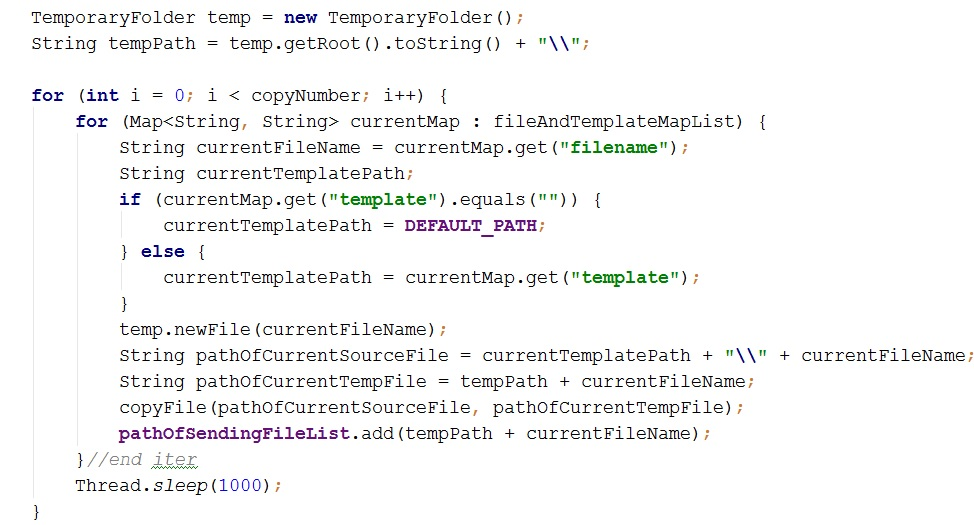 TemporaryFolder temp = new TemporaryFolder();
String tempPath = temp.getRoot().toString() + "\\";

for (int i = 0; i < copyNumber; i++) {
    for (Map<String, String> currentMap : fileAndTemplateMapList) {
        String currentFileName = currentMap.get("filename");
        String currentTemplatePath;
        if (currentMap.get("template").equals("")) {
            currentTemplatePath = DEFAULT_PATH;
        } else {
            currentTemplatePath = currentMap.get("template");
        }
        temp.newFile(currentFileName);
        String pathOfCurrentSourceFile = currentTemplatePath + "\\" + currentFileName;
        String pathOfCurrentTempFile = tempPath + currentFileName;
        copyFile(pathOfCurrentSourceFile, pathOfCurrentTempFile);
        pathOfSendingFileList.add(tempPath + currentFileName);
    }//end iter
    Thread.sleep(1000);
}